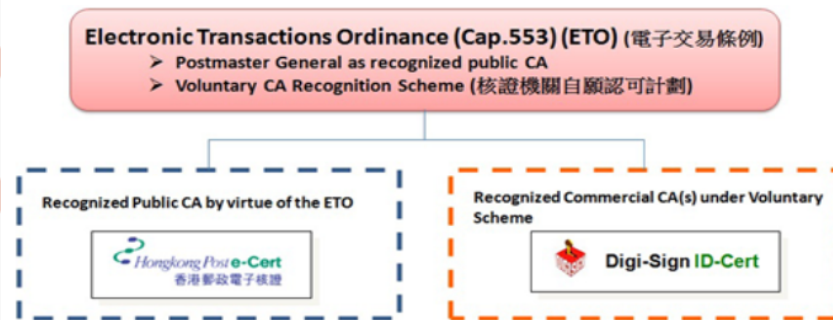 Electronic Transactions Ordinance (Cap.553) (ETO) (電子交易條例)
➢ Postmaster General as recognized public CA
➢ Voluntary CA Recognition Scheme (核證機關自願認可計劃)
Recognized Public CA by virtue of the ETO
Hongkong Post e-Cert
香港郵政電子核證
Recognized Commercial CA(s) under Voluntary
Scheme
Digi-Sign ID-Cert